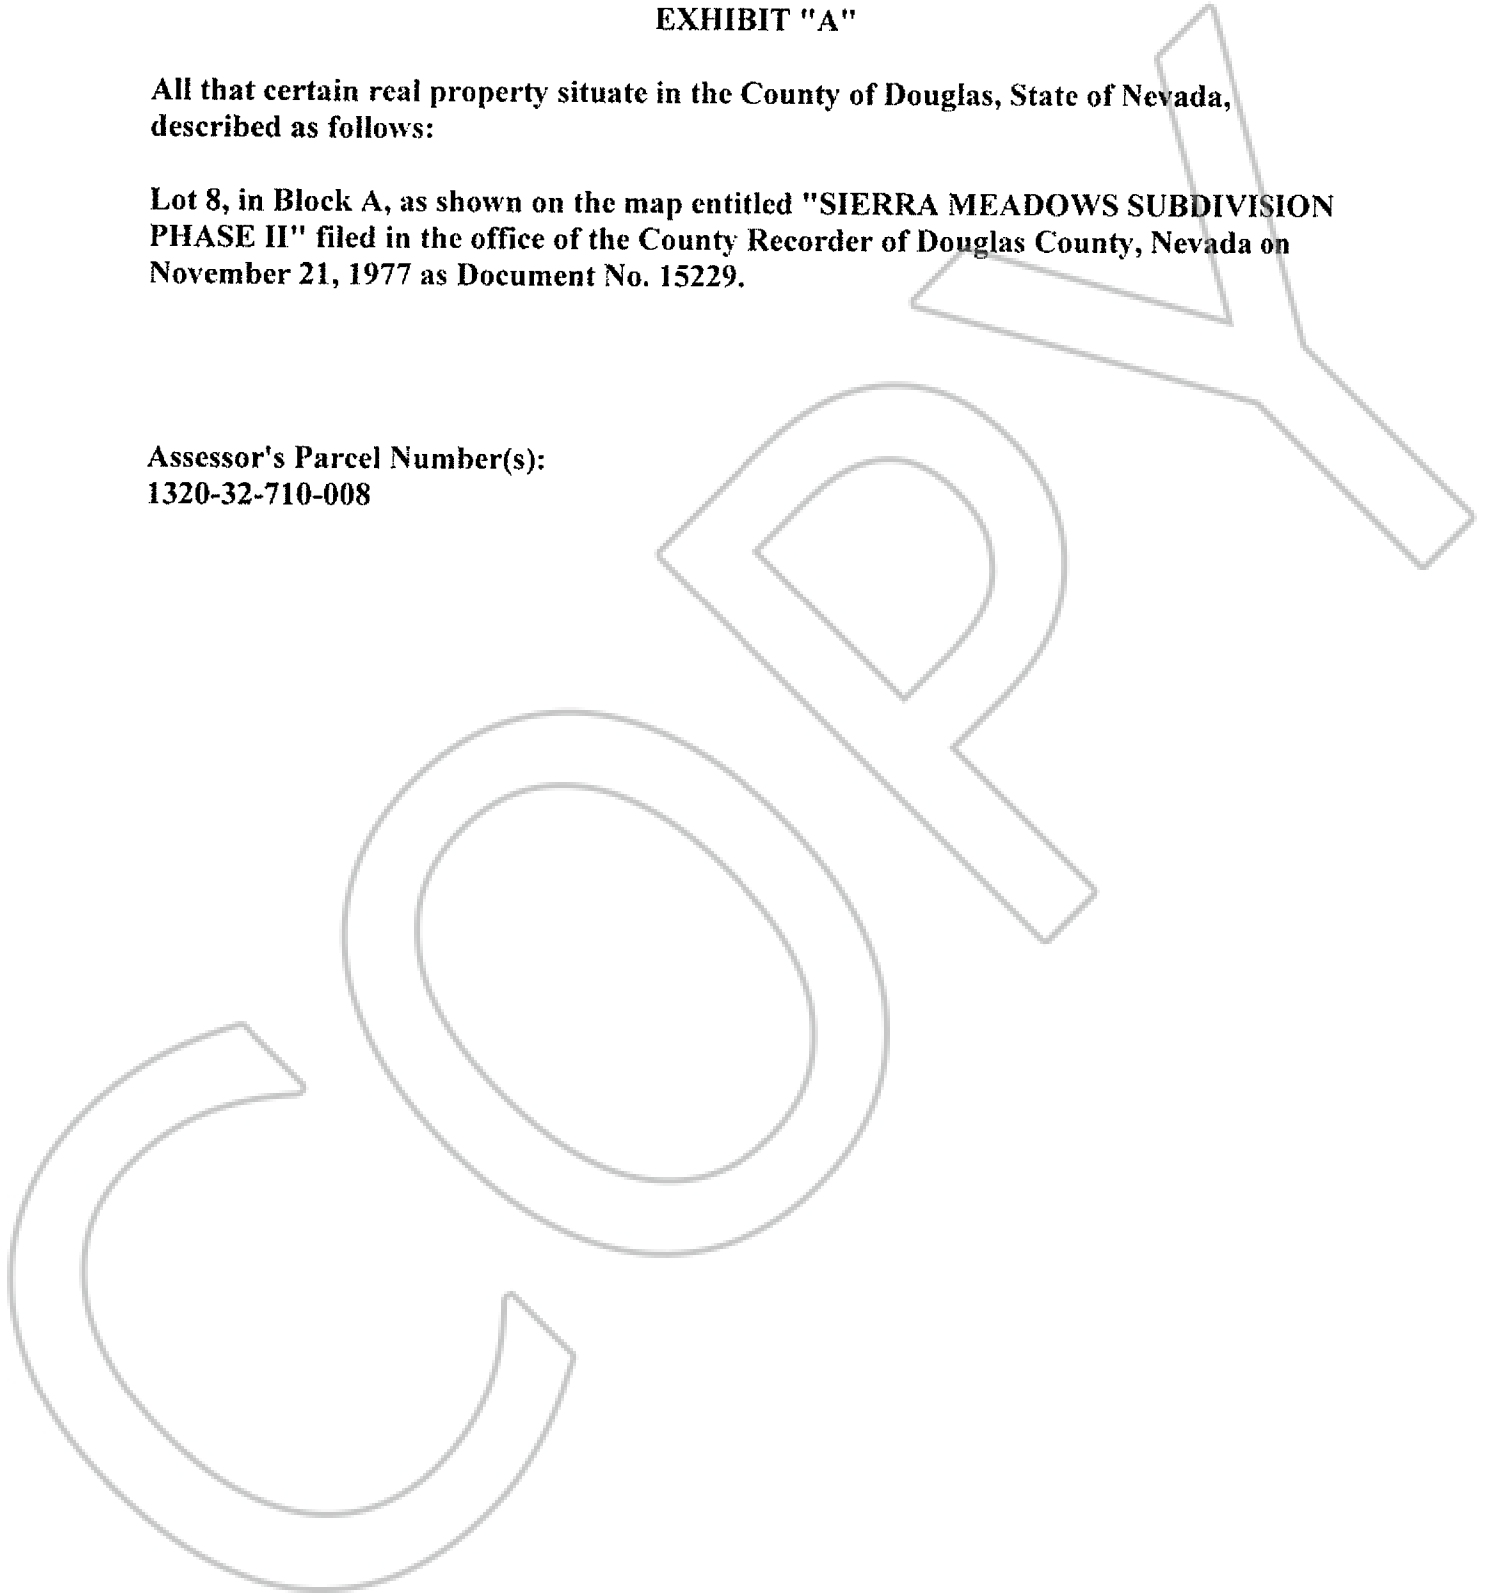 EXHIBIT "A"
All that certain real property situate in the County of Douglas, State of Nevada,
described as follows:
Lot 8, in Block A, as shown on the map entitled "SIERRA MEADOWS SUBDIVISION
PHASE II" filed in the office of the County Recorder of Douglas County, Nevada on
November 21, 1977 as Document No. 15229.
Assessor's Parcel Number(s):
1320-32-710-008
COPY